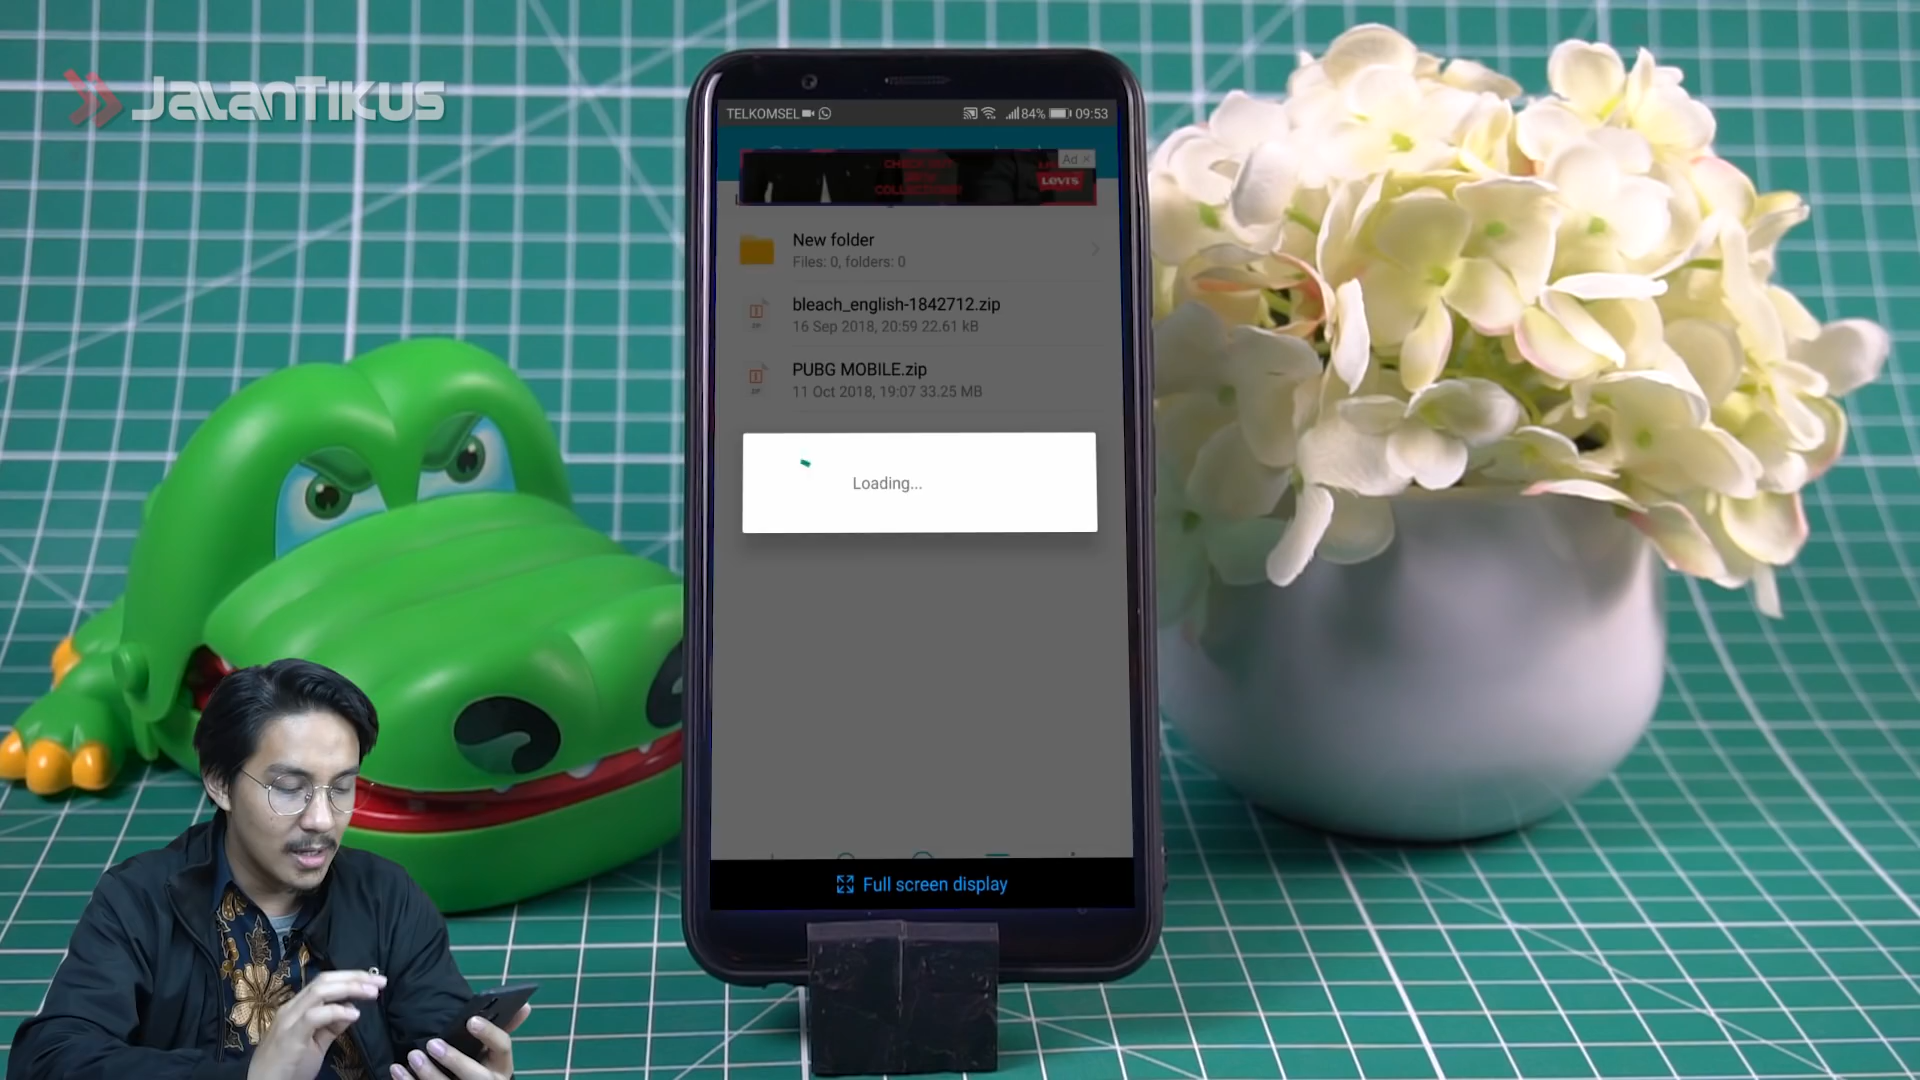 JALANTIKUS
TELKOMSEL
84% 09:53
Ad
LEVI'S
New folder
Files: 0, folders: 0
bleach_english-1842712.zip
16 Sep 2018, 20:59 22.61 kB
PUBG MOBILE.zip
11 Oct 2018, 19:07 33.25 MB
Loading...
Full screen display